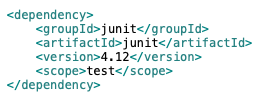 <dependency>
    <groupId>junit</groupId>
    <artifactId>junit</artifactId>
    <version>4.12</version>
    <scope>test</scope>
</dependency>